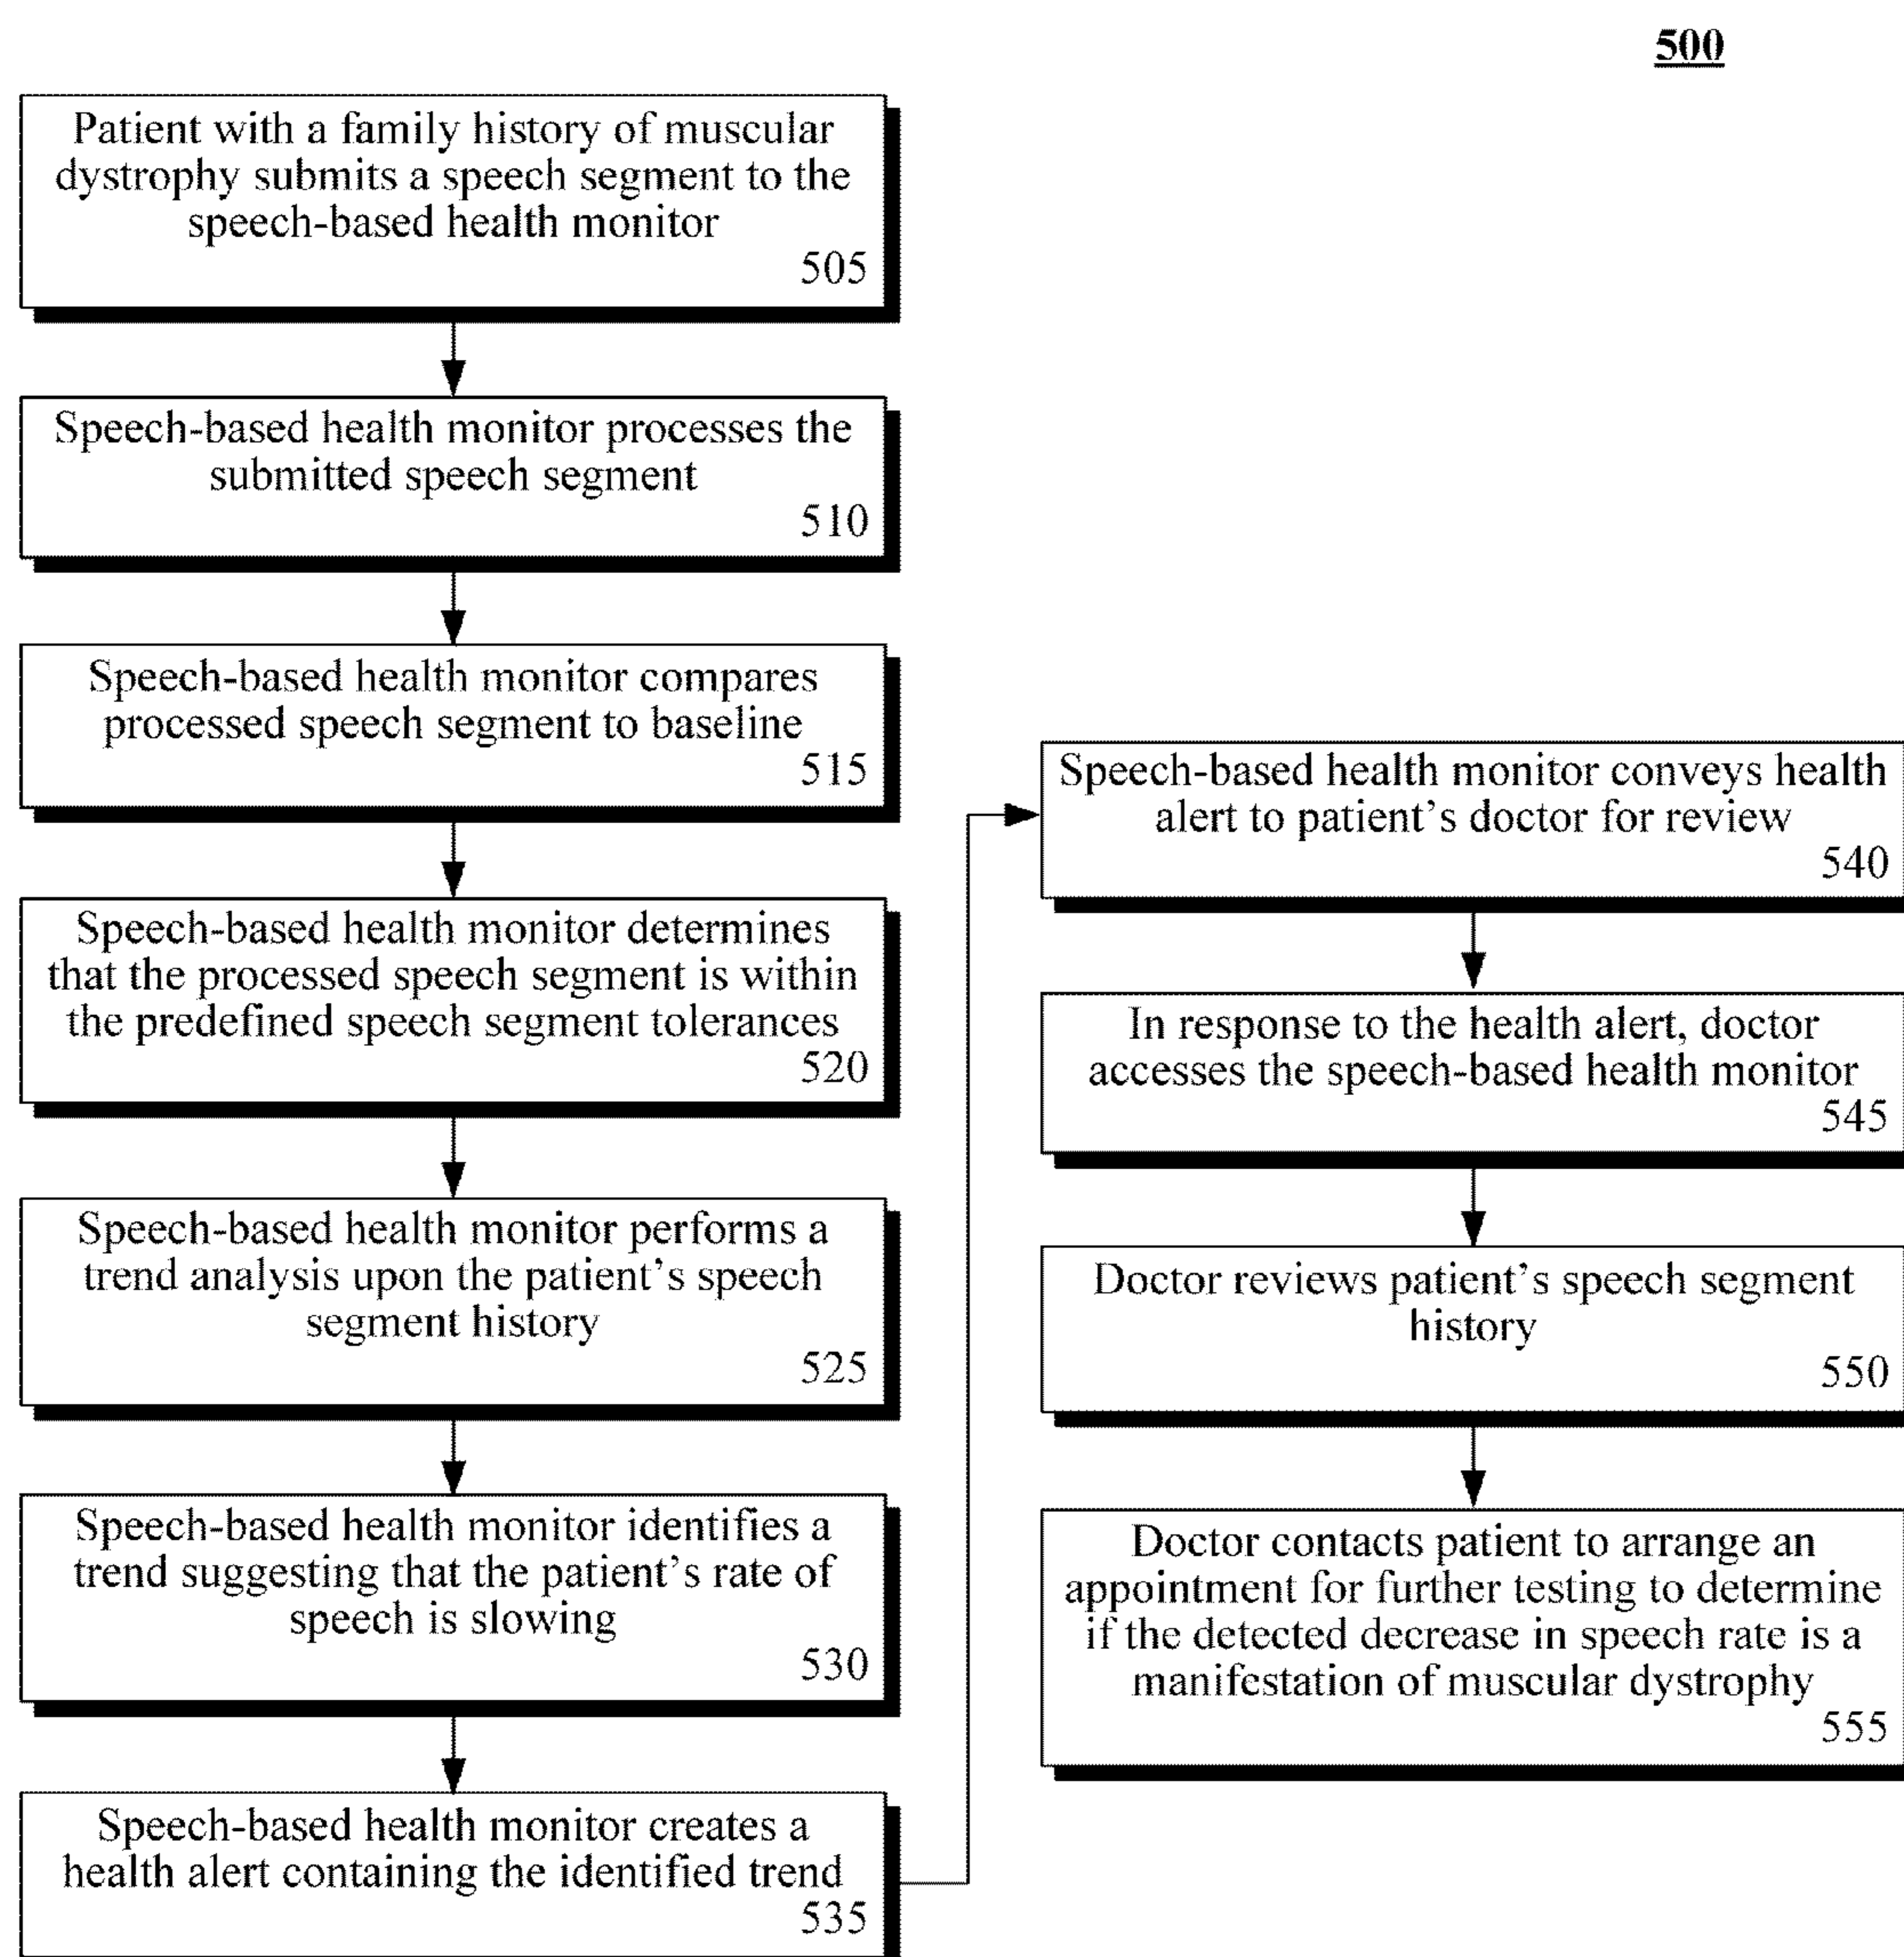 500
Patient with a family history of muscular
dystrophy submits a speech segment to the
speech-based health monitor
505
Speech-based health monitor processes the
submitted speech segment
510
Speech-based health monitor compares
processed speech segment to baseline
515
Speech-based health monitor determines
that the processed speech segment is within
the predefined speech segment tolerances
520
Speech-based health monitor performs a
trend analysis upon the patient's speech
segment history
525
Speech-based health monitor identifies a
trend suggesting that the patient's rate of
speech is slowing
530
Speech-based health monitor creates a
health alert containing the identified trend
535
Speech-based health monitor conveys health
alert to patient's doctor for review
540
In response to the health alert, doctor
accesses the speech-based health monitor
545
Doctor reviews patient's speech segment
history
550
Doctor contacts patient to arrange an
appointment for further testing to determine
if the detected decrease in speech rate is a
manifestation of muscular dystrophy
555